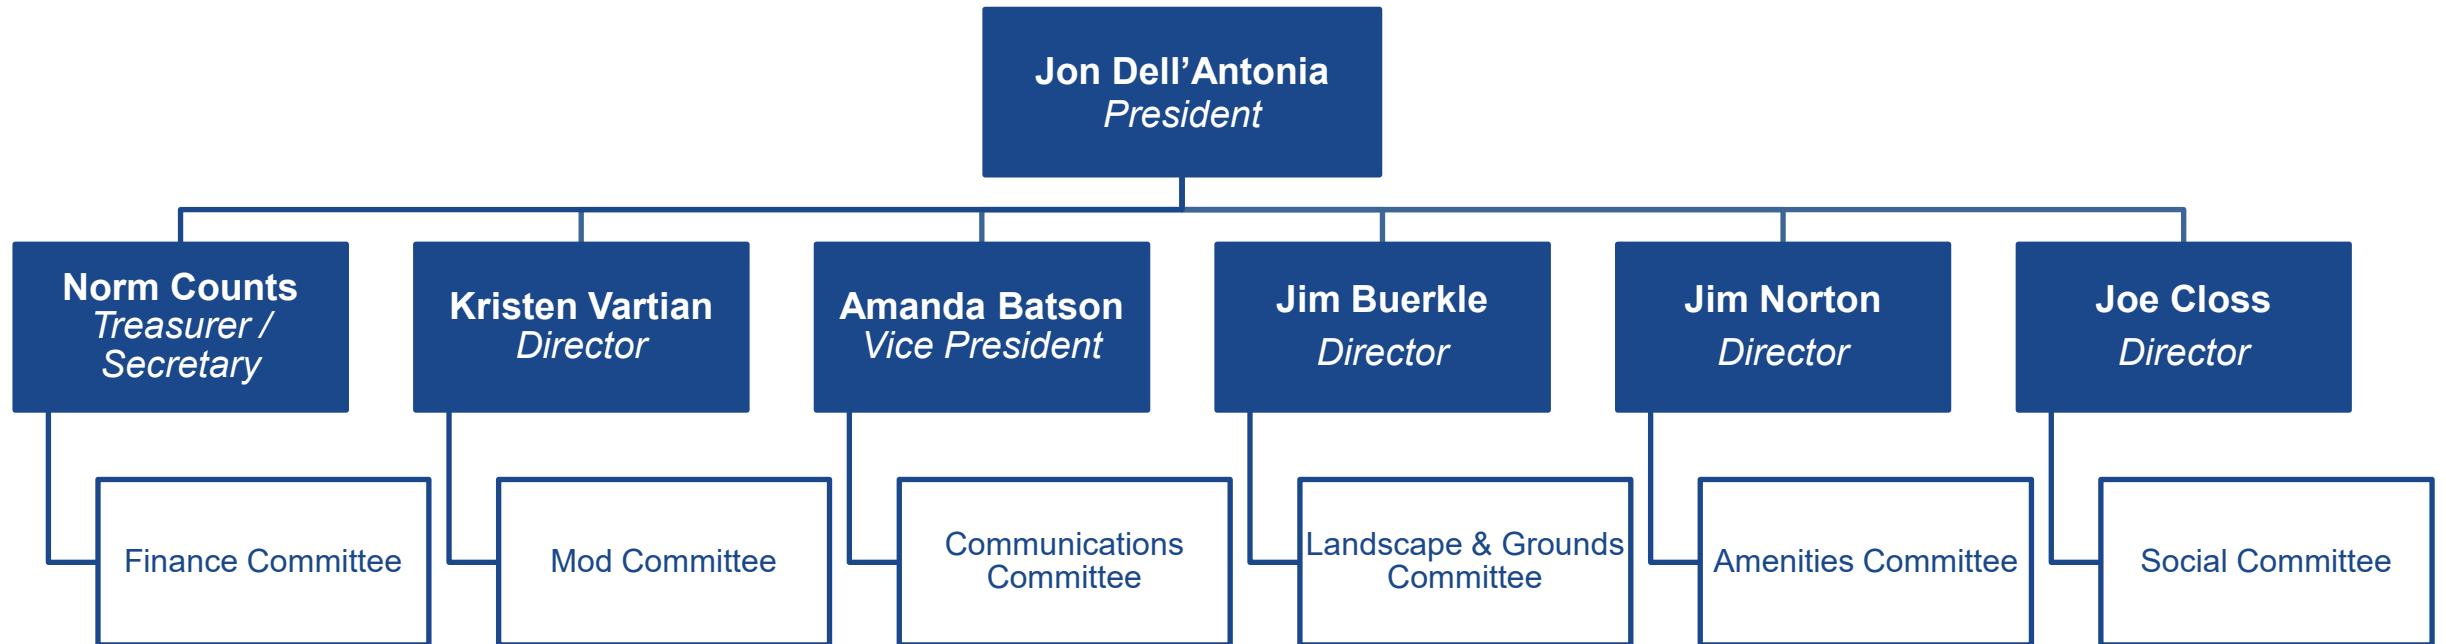 Jon Dell’Antonia
President
Norm Counts
Treasurer /
Secretary
Kristen Vartian
Director
Amanda Batson
Vice President
Jim Buerkle
Director
Jim Norton
Director
Joe Closs
Director
Finance Committee
Mod Committee
Communications
Committee
Landscape & Grounds
Committee
Amenities Committee
Social Committee